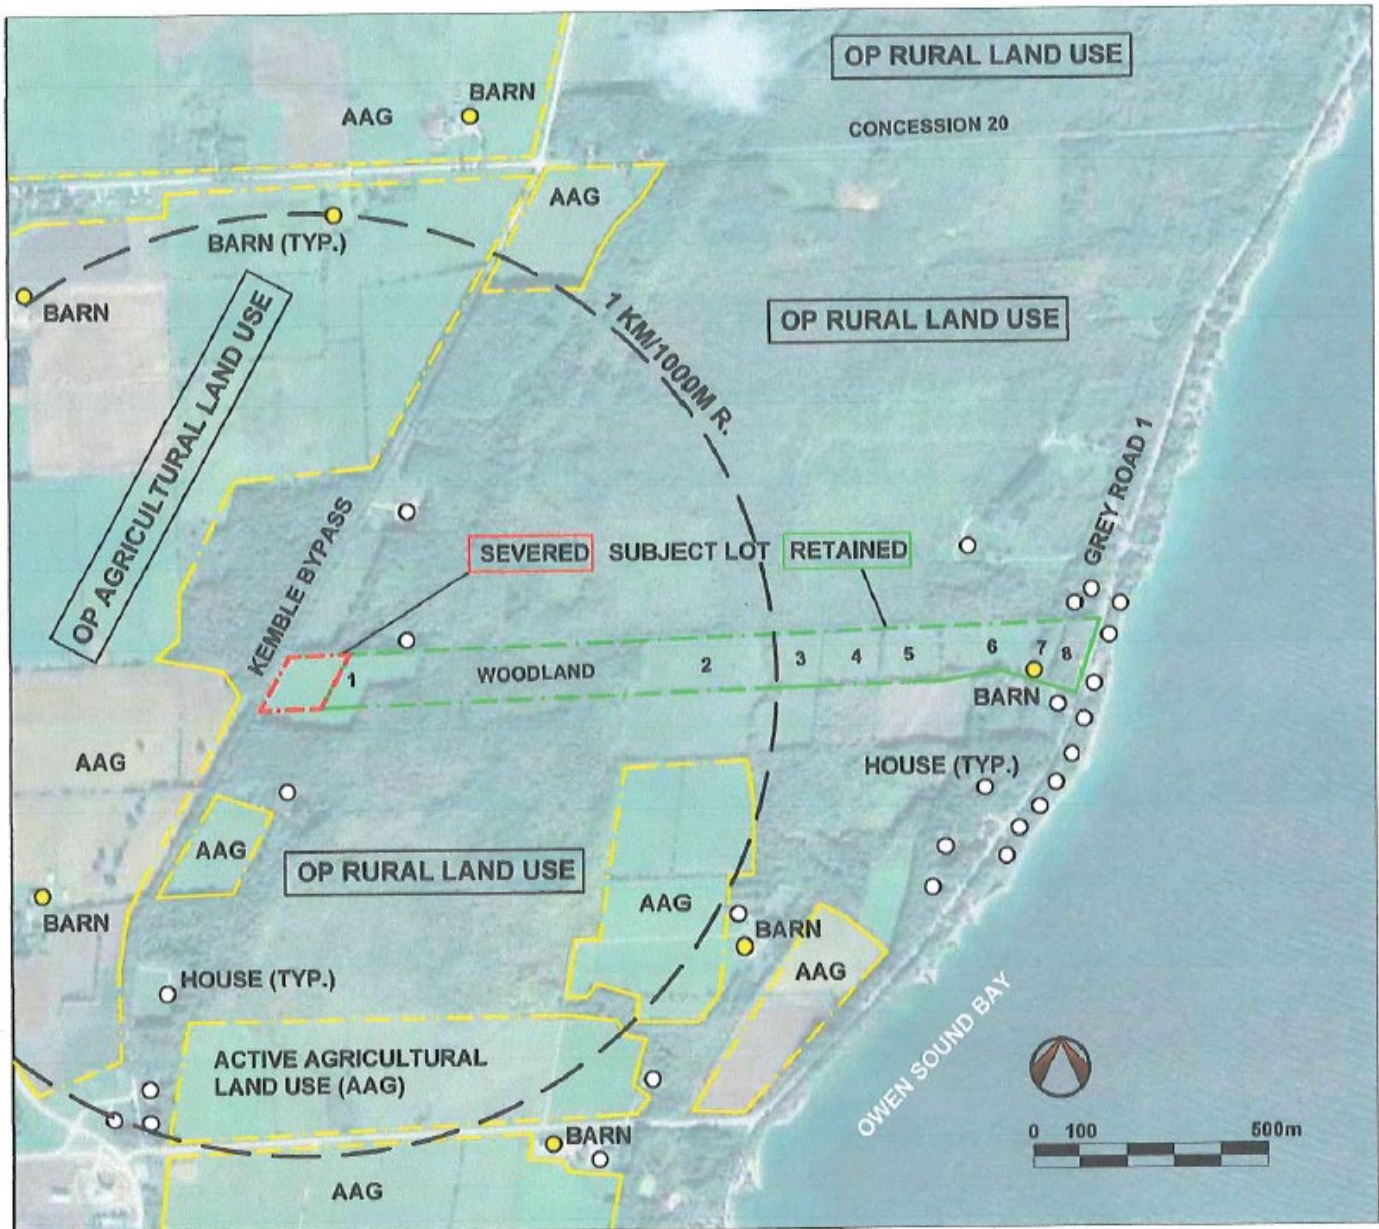 OP RURAL LAND USE
BARN
AAG
CONCESSION 20
AAG
BARN (TYP.)
BARN
OP AGRICULTURAL LAND USE
1 KM/1000M R.
OP RURAL LAND USE
GREY ROAD 1
KEMBLE BYPASS
SEVERED SUBJECT LOT RETAINED
1 WOODLAND 2 3 4 5 6 7 8
BARN
AAG
HOUSE (TYP.)
AAG
OP RURAL LAND USE
AAG
BARN
BARN
AAG
HOUSE (TYP.)
OWEN SOUND BAY
ACTIVE AGRICULTURAL
LAND USE (AAG)
0 100 500m
BARN
AAG